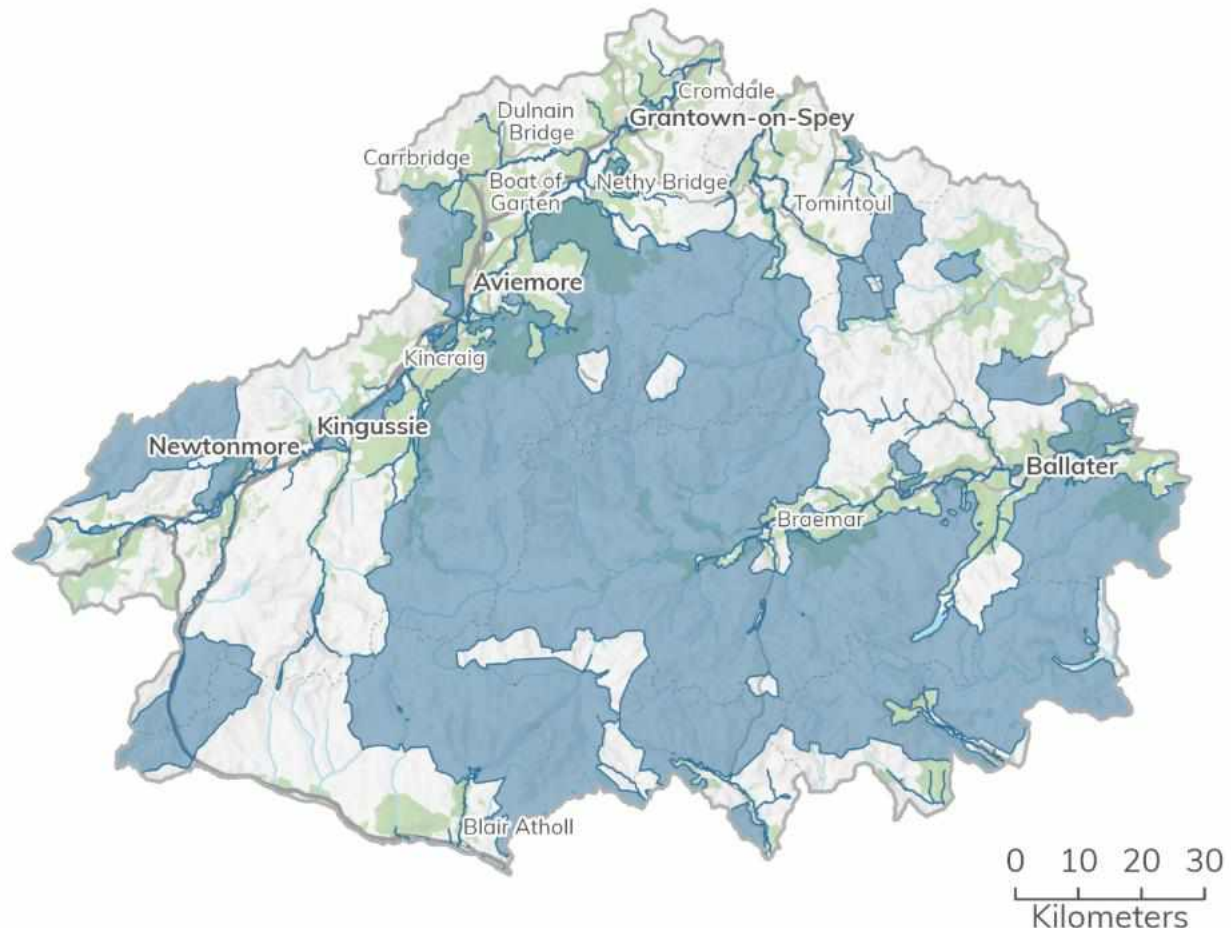 Cromdale
Grantown-on-Spey
Dulnain
Bridge
Carrbridge
Boat of
Garten
Nethy Bridge
Tomintoul
Aviemore
Kincraig
Kingussie
Newtonmore
Ballater
Braemar
Blair Atholl
0 10 20 30
Kilometers